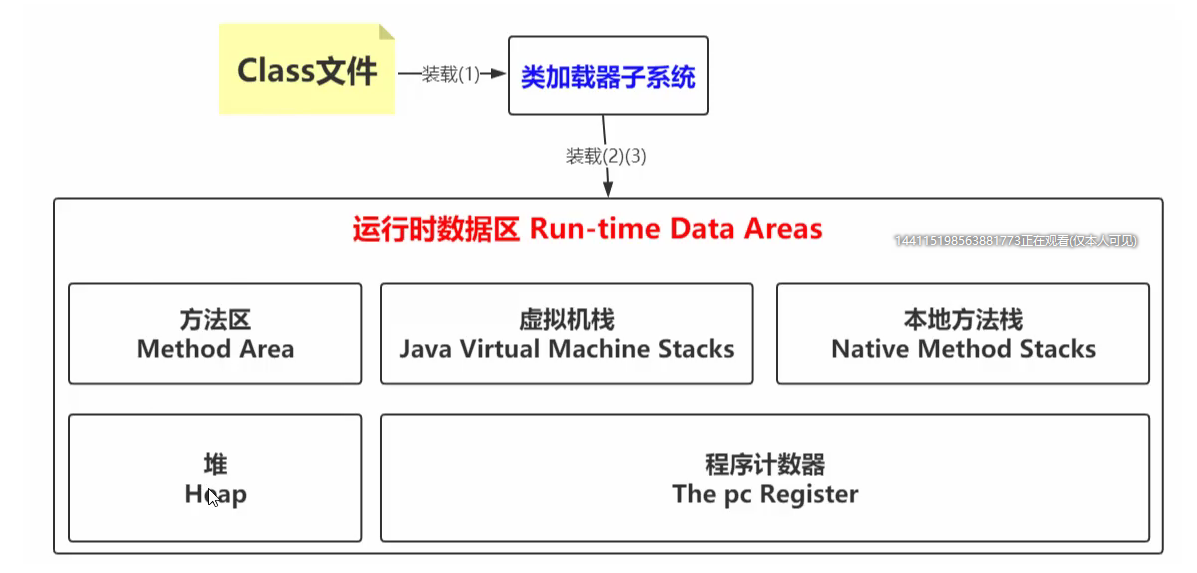 Class文件
装载(1)
类加载器子系统
装载(2)(3)
运行时数据区 Run-time Data Areas
144115198563881773正在观看(仅本人可见)
方法区
Method Area
虚拟机栈
Java Virtual Machine Stacks
本地方法栈
Native Method Stacks
堆
Heap
程序计数器
The pc Register